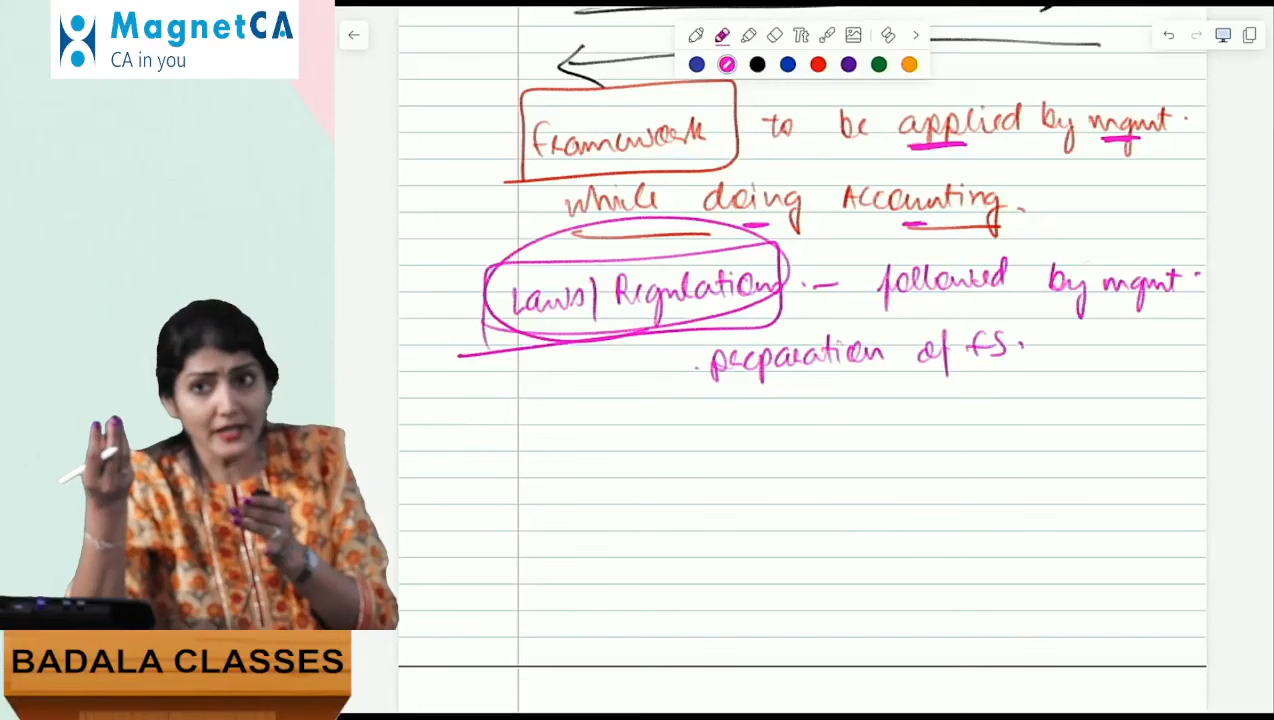 MagnetCA
CA in you
Framework to be applied by mgmt.
while doing Accounting.
Laws/Regulation. - followed by mgmt.
preparation of FS.
BADALA CLASSES